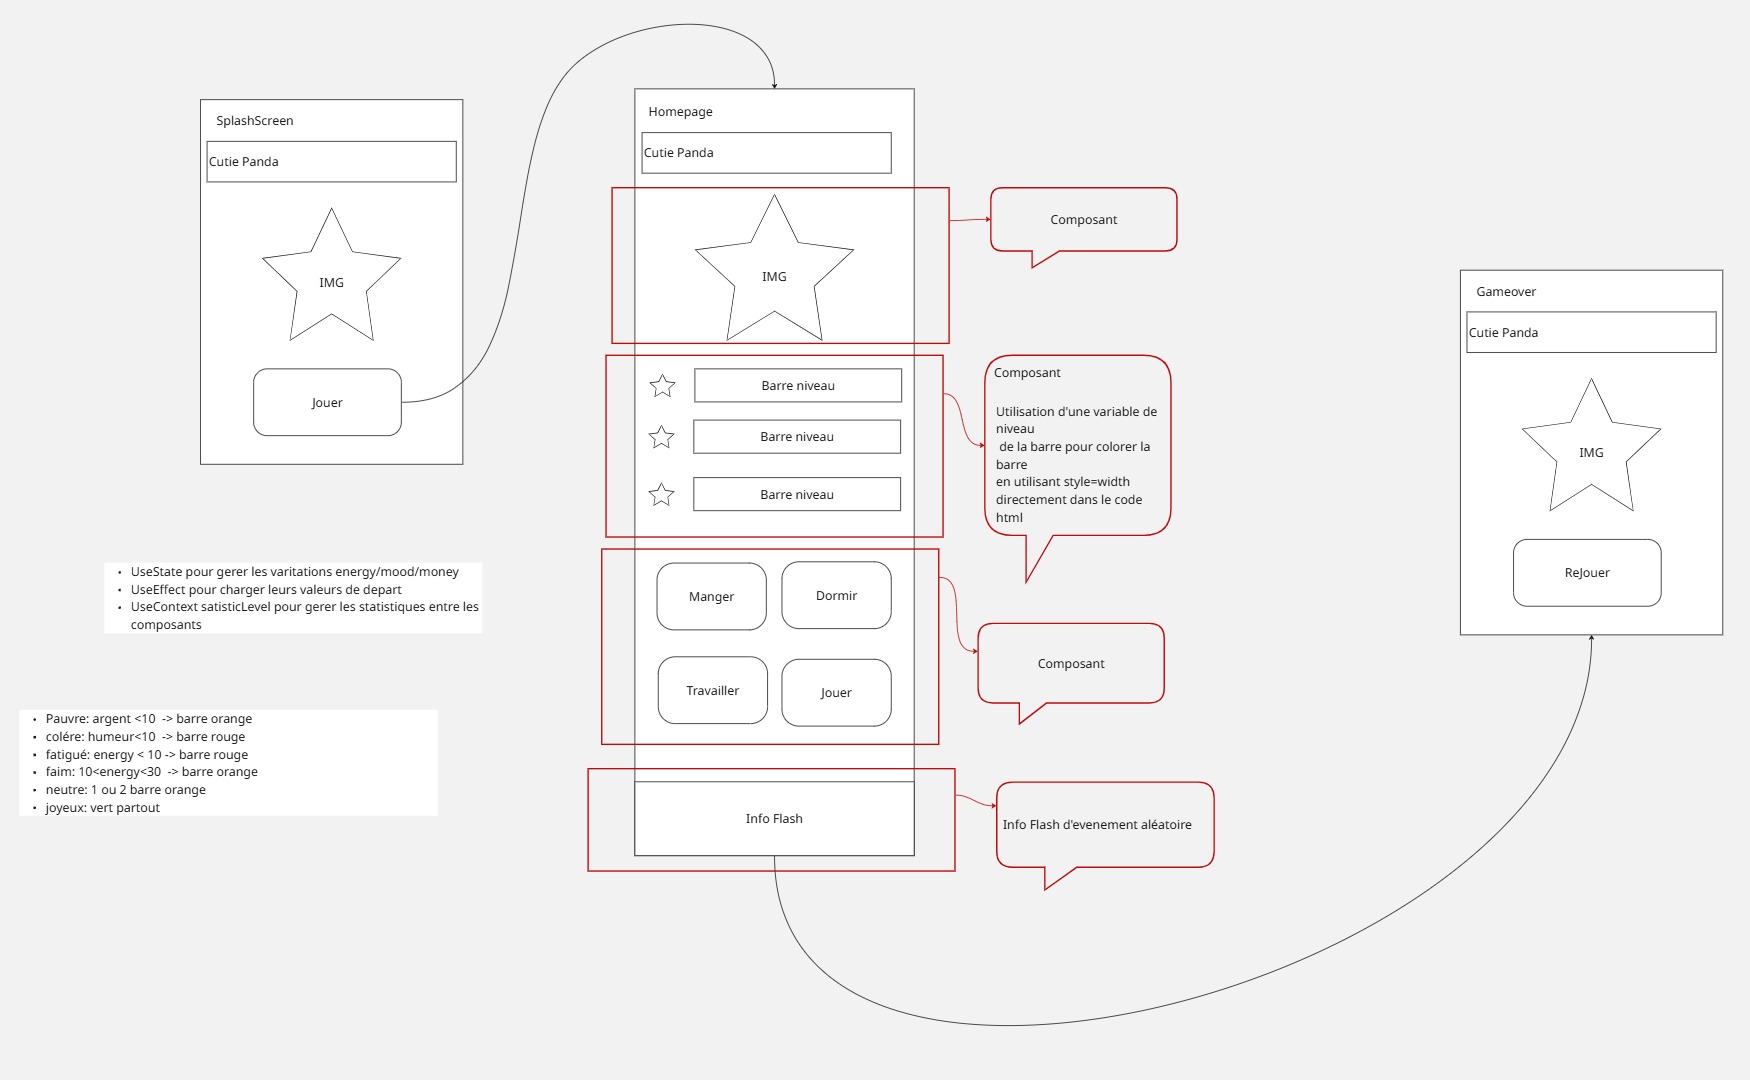 SplashScreen
Cutie Panda
IMG
Jouer
Homepage
Cutie Panda
IMG
Composant
Barre niveau
Barre niveau
Barre niveau
Composant
Utilisation d'une variable de
niveau
de la barre pour colorer la
barre
en utilisant style=width
directement dans le code
html
Manger
Dormir
Travailler
Jouer
Composant
Info Flash
Info Flash d'evenement aléatoire
Gameover
Cutie Panda
IMG
ReJouer
• UseState pour gerer les varitations energy/mood/money
• UseEffect pour charger leurs valeurs de depart
• UseContext satisticLevel pour gerer les statistiques entre les
composants
• Pauvre: argent <10 -> barre orange
• colére: humeur<10 -> barre rouge
• fatigué: energy < 10 -> barre rouge
• faim: 10<energy<30 -> barre orange
• neutre: 1 ou 2 barre orange
• joyeux: vert partout